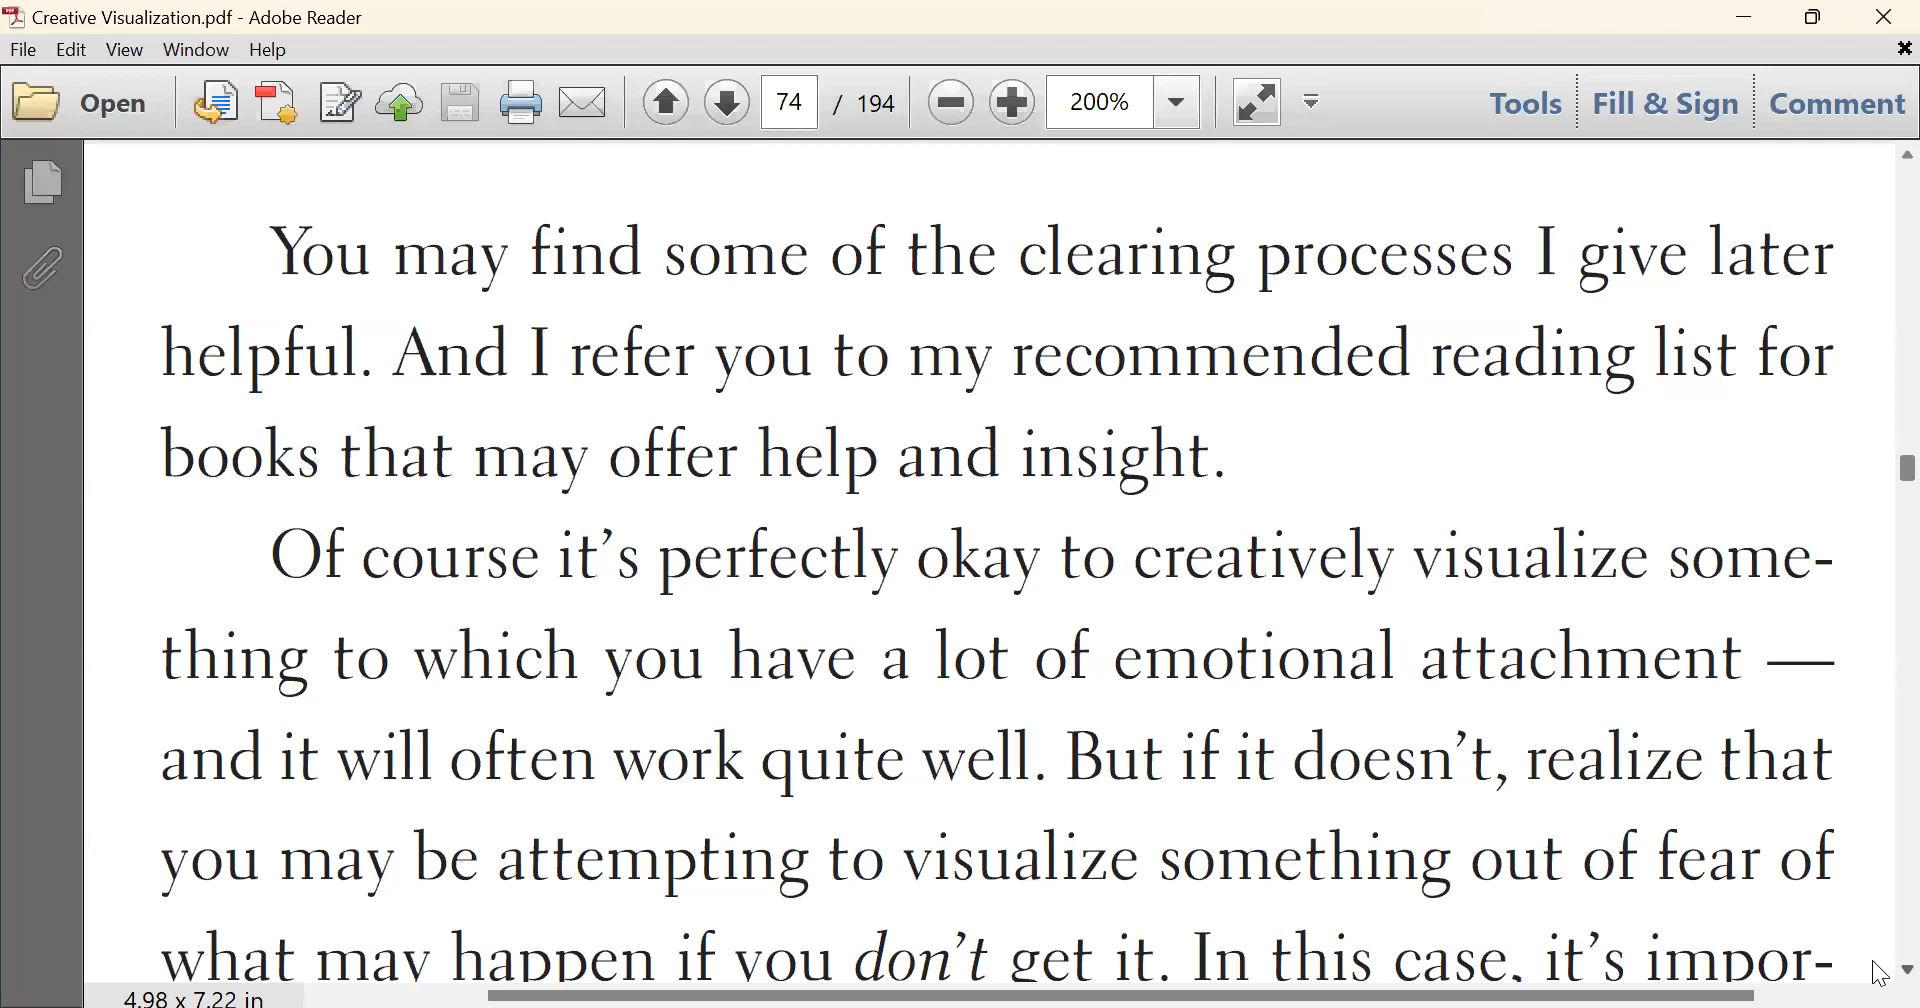 Creative Visualization.pdf - Adobe Reader
File Edit View Window Help
Open 74 / 194 200% Tools Fill & Sign Comment
You may find some of the clearing processes I give later
helpful. And I refer you to my recommended reading list for
books that may offer help and insight.
Of course it’s perfectly okay to creatively visualize some-
thing to which you have a lot of emotional attachment —
and it will often work quite well. But if it doesn’t, realize that
you may be attempting to visualize something out of fear of
what may happen if you don’t get it. In this case, it’s impor-
4.98 x 7.22 in